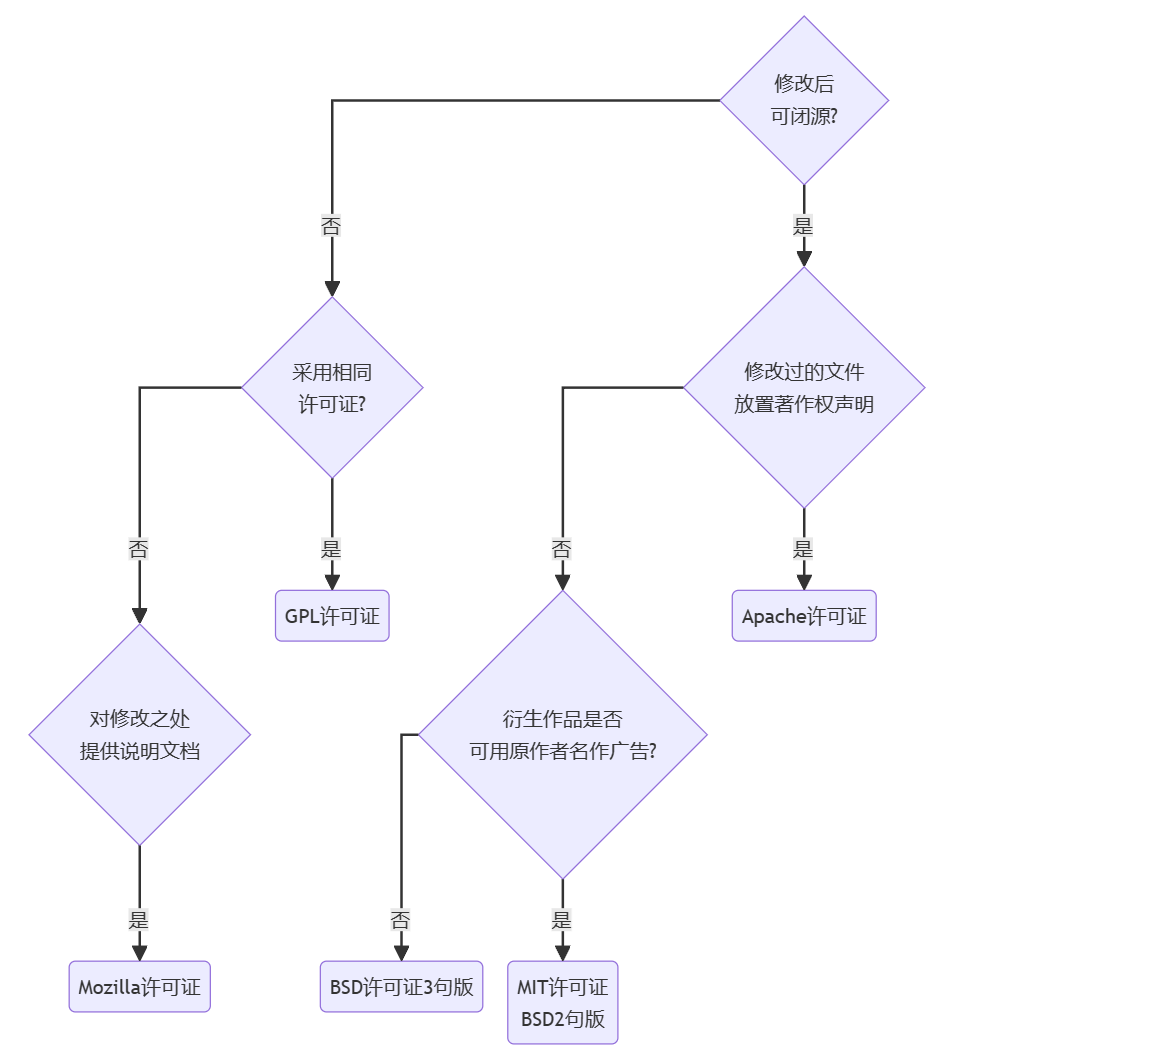 修改后
可闭源?
否
是
采用相同
许可证?
修改过的文件
放置著作权声明
否
是
否
是
GPL许可证
Apache许可证
对修改之处
提供说明文档
衍生作品是否
可用原作者名作广告?
是
否
是
Mozilla许可证
BSD许可证3句版
MIT许可证
BSD2句版